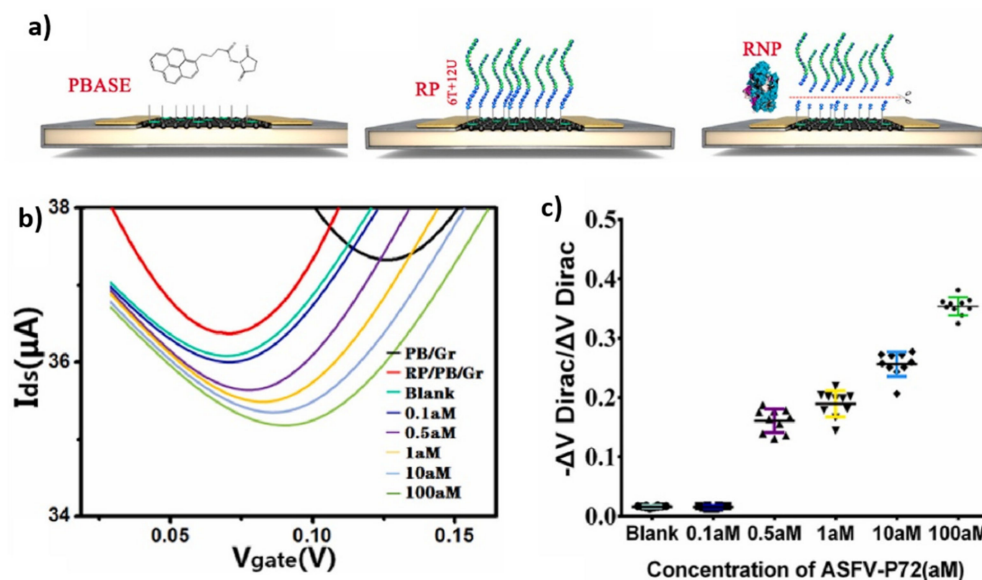 a)
PBASE
RP
6T+12U
RNP
b)
38
36
34
Ids(μA)
0.05
0.10
0.15
Vgate(V)
PB/Gr
RP/PB/Gr
Blank
0.1aM
0.5aM
1aM
10aM
100aM
c)
0.5
0.4
0.3
0.2
0.1
0.0
-ΔV Dirac/ΔV Dirac
Blank 0.1aM 0.5aM 1aM 10aM 100aM
Concentration of ASFV-P72(aM)